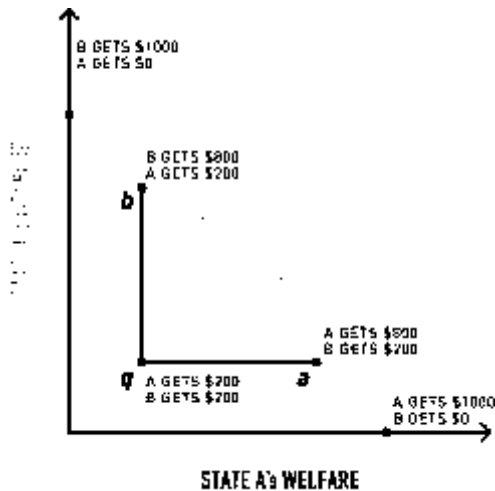 B GETS $1000
A GETS $0
B GETS $800
A GETS $200
b
A GETS $800
B GETS $200
q
A GETS $200
B GETS $200
a
A GETS $1000
B GETS $0
STATE A's WELFARE